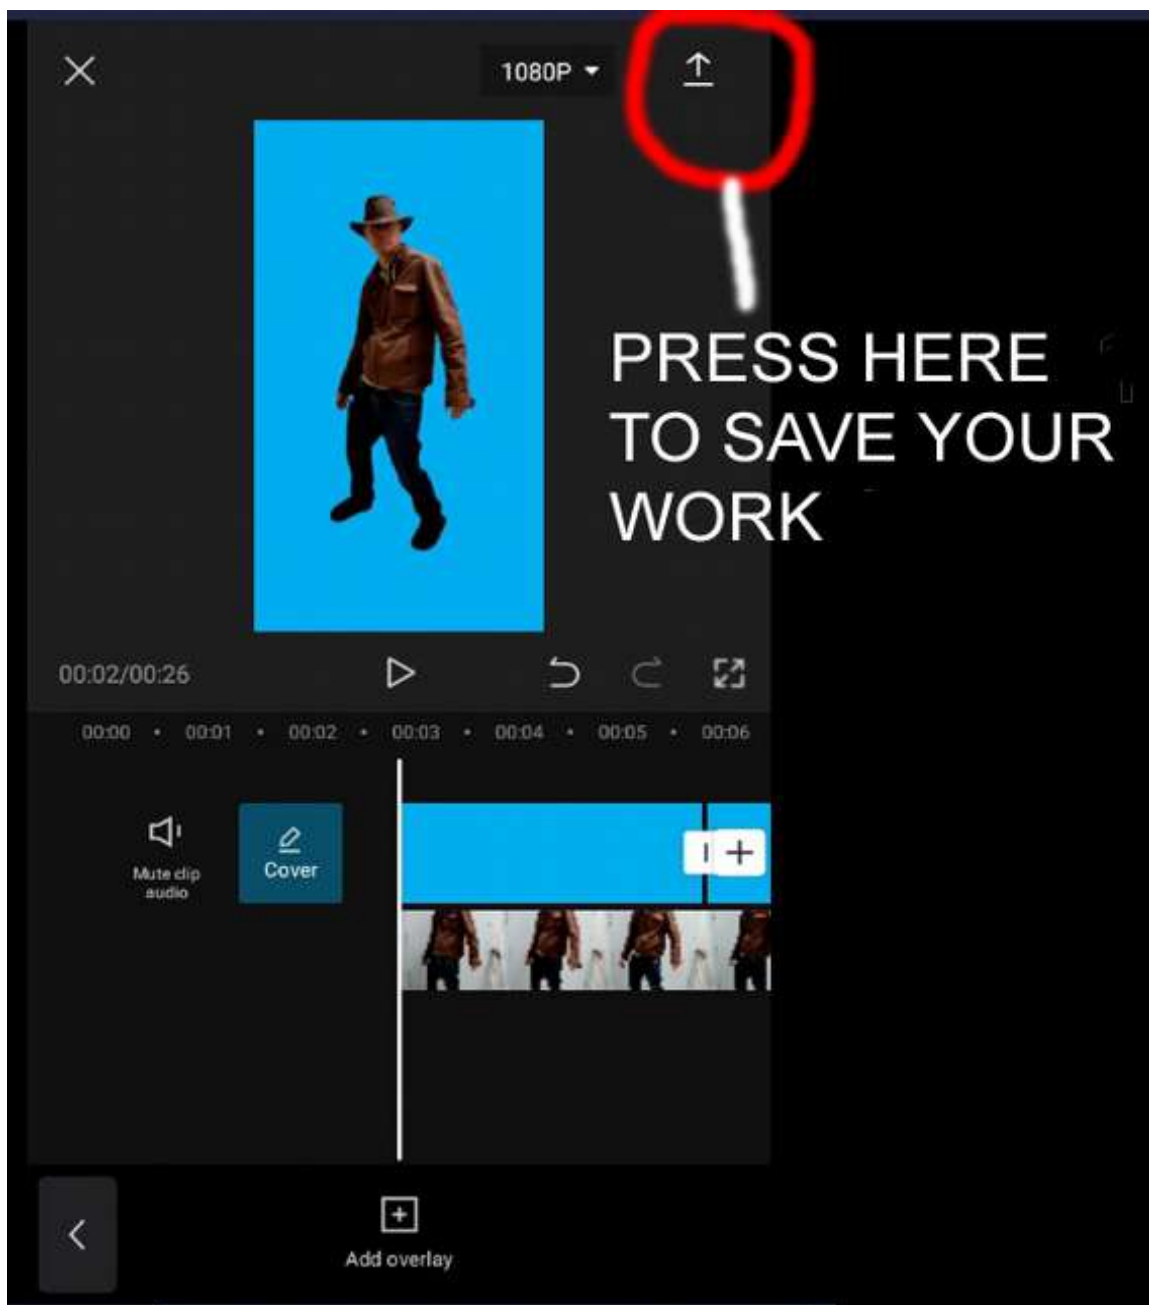 1080P
PRESS HERE
TO SAVE YOUR
WORK
00:02/00:26
00:00 00:01 00:02 00:03 00:04 00:05 00:06
Mute clip
audio
Cover
Add overlay